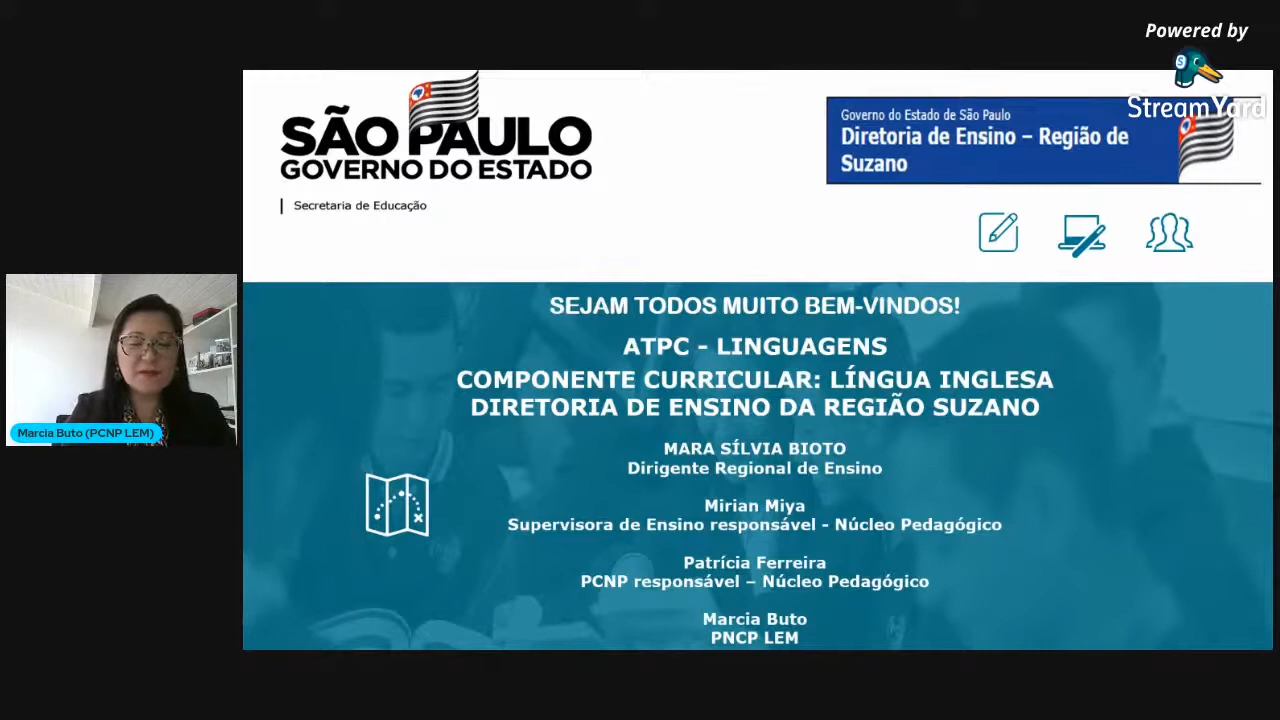 Powered by
StreamYard
SÃO PAULO
GOVERNO DO ESTADO
Secretaria de Educação
Governo do Estado de São Paulo
Diretoria de Ensino – Região de
Suzano
SEJAM TODOS MUITO BEM-VINDOS!
ATPC - LINGUAGENS
COMPONENTE CURRICULAR: LÍNGUA INGLESA
DIRETORIA DE ENSINO DA REGIÃO SUZANO
MARA SÍLVIA BIOTO
Dirigente Regional de Ensino
Mirian Miya
Supervisora de Ensino responsável - Núcleo Pedagógico
Patrícia Ferreira
PCNP responsável – Núcleo Pedagógico
Marcia Buto
PNCP LEM
Marcia Buto (PCNP LEM)